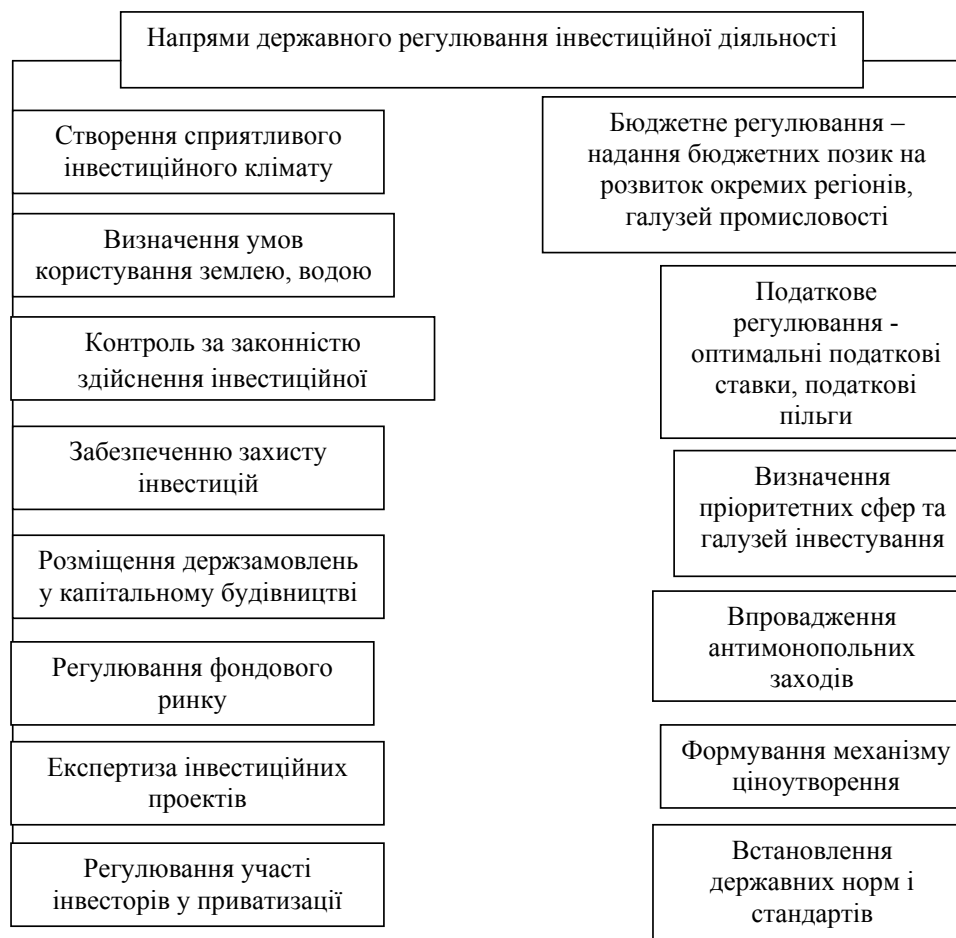 Напрями державного регулювання інвестиційної діяльності
Створення сприятливого
інвестиційного клімату
Визначення умов
користування землею, водою
Контроль за законністю
здійснення інвестиційної
Забезпеченню захисту
інвестицій
Розміщення держзамовлень
у капітальному будівництві
Регулювання фондового
ринку
Експертиза інвестиційних
проектів
Регулювання участі
інвесторів у приватизації
Бюджетне регулювання –
надання бюджетних позик на
розвиток окремих регіонів,
галузей промисловості
Податкове
регулювання -
оптимальні податкові
ставки, податкові
пільги
Визначення
пріоритетних сфер та
галузей інвестування
Впровадження
антимонопольних
заходів
Формування механізму
ціноутворення
Встановлення
державних норм і
стандартів